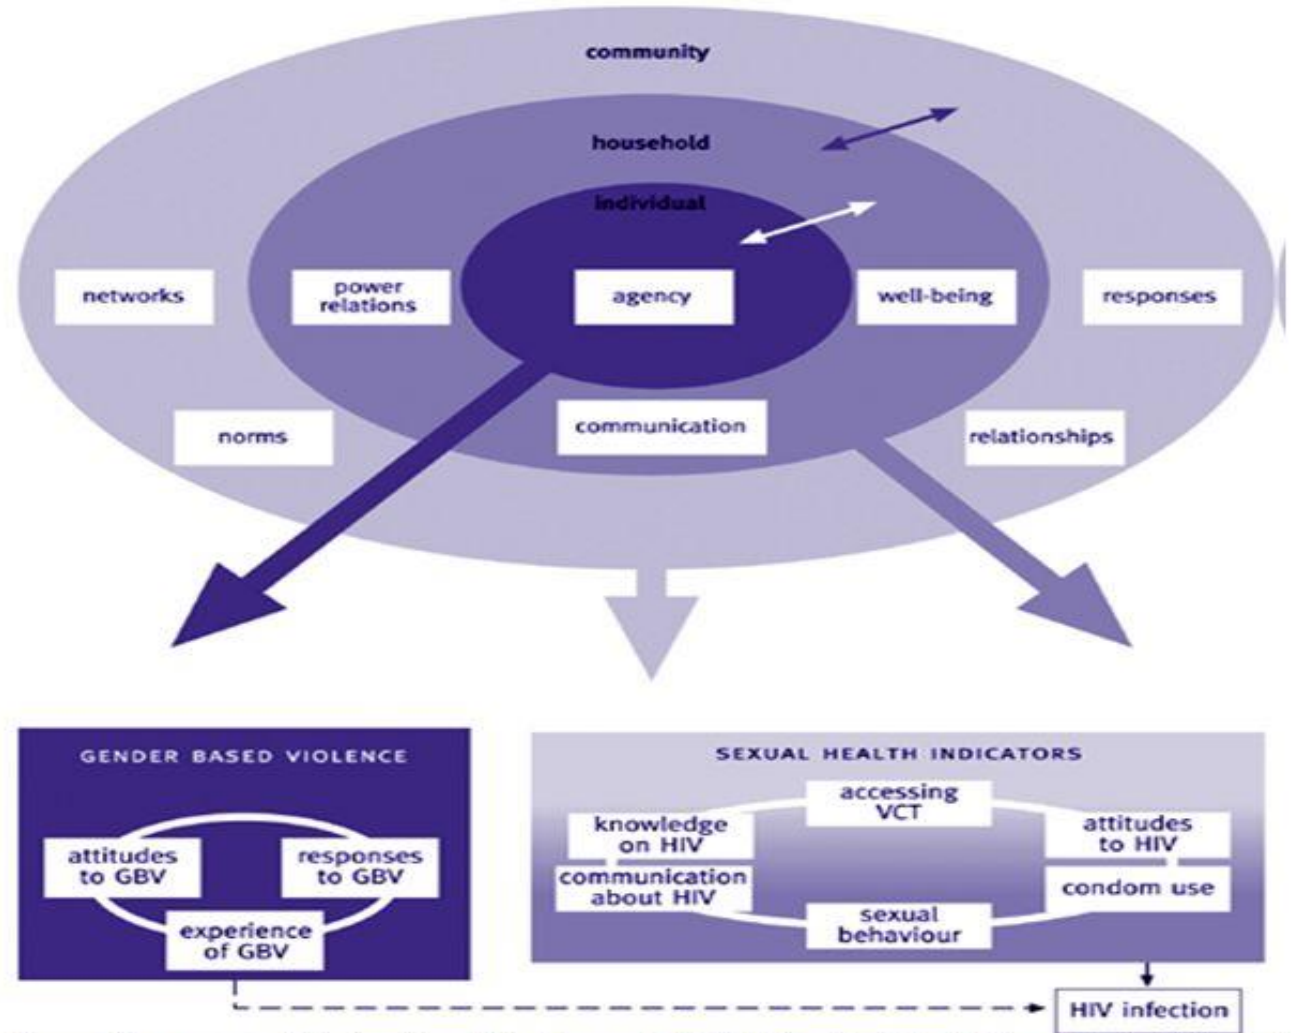 community
household
individual
networks
power
relations
agency
well-being
responses
norms
communication
relationships
GENDER BASED VIOLENCE
attitudes
to GBV
responses
to GBV
experience
of GBV
SEXUAL HEALTH INDICATORS
accessing
VCT
knowledge
on HIV
attitudes
to HIV
communication
about HIV
condom use
sexual
behaviour
HIV infection